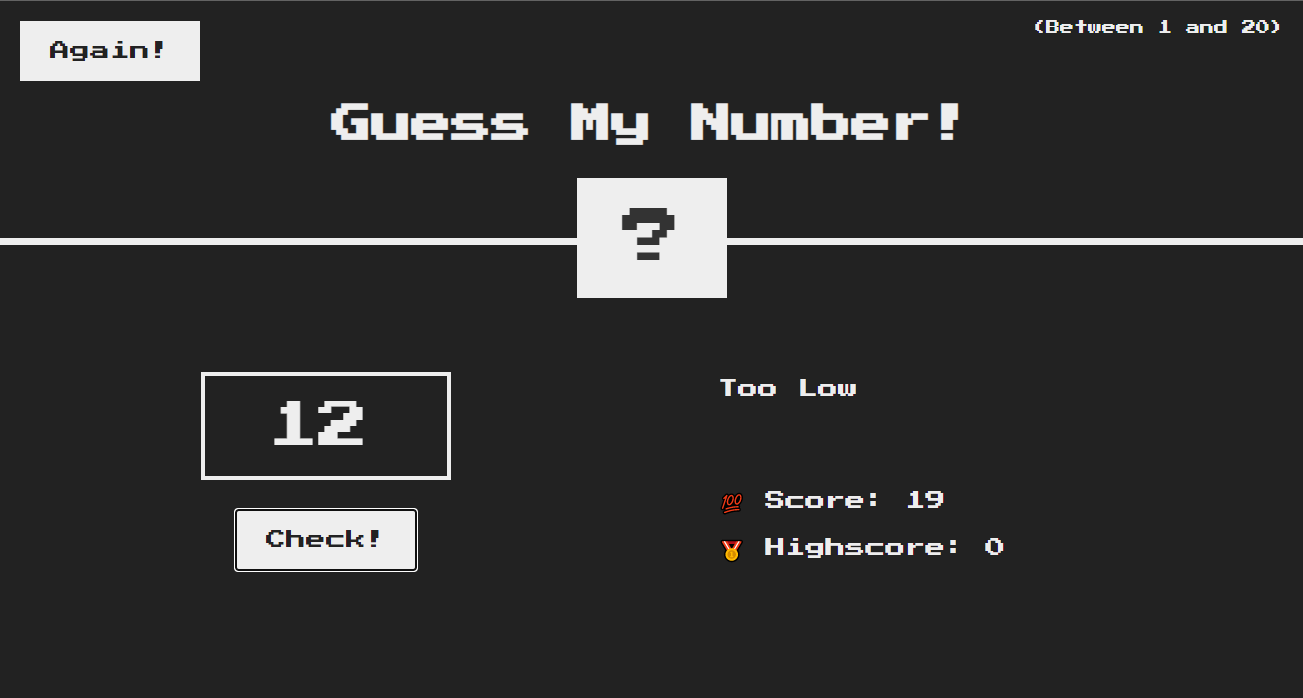 Again!
(Between 1 and 20)
Guess My Number!
?
12
Check!
Too Low
💯 Score: 19
🥇 Highscore: 0